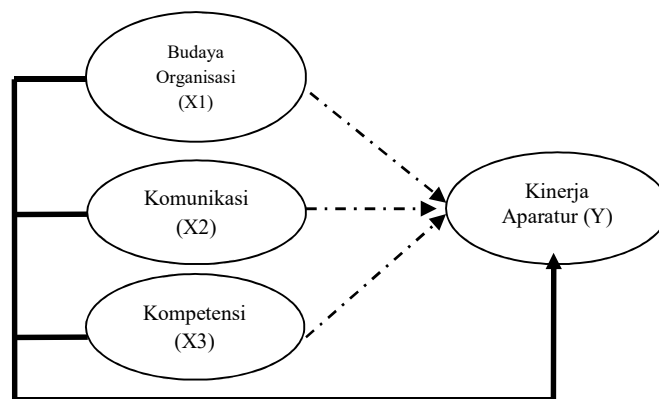 Budaya
Organisasi
(X1)
Komunikasi
(X2)
Kinerja
Aparatur (Y)
Kompetensi
(X3)